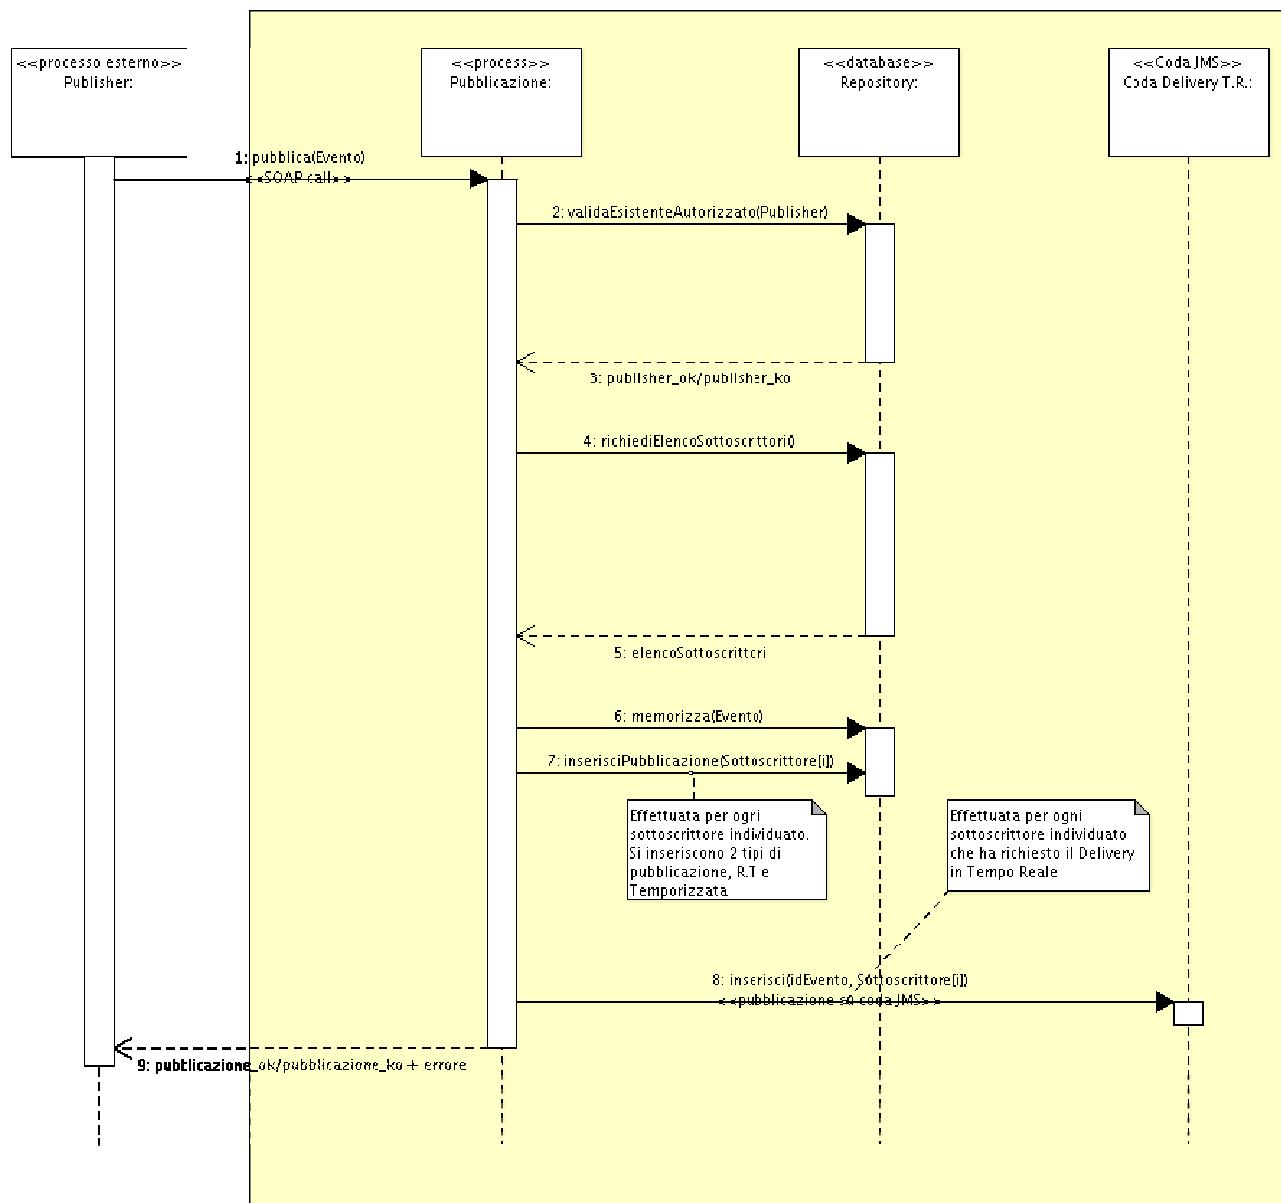 <<processo esterno>>
Publisher:
<<process>>
Pubblicazione:
<<database>>
Repository:
<<Coda JMS>>
Coda Delivery T.R.:
1: pubblica(Evento)
<<SOAP call>>
2: validaEsistenteAutorizzato(Publisher)
3: publisher_ok/publisher_ko
4: richiediElencoSottoscrittori()
5: elencoSottoscrittori
6: memorizza(Evento)
7: inserisciPubblicazione(Sottoscrittore[i])
Effettuata per ogni
sottoscrittore individuato.
Si inseriscono 2 tipi di
pubblicazione, R.T e
Temporizzata
Effettuata per ogni
sottoscrittore individuato
che ha richiesto il Delivery
in Tempo Reale
8: inserisci(idEvento, Sottoscrittore[i])
<<pubblicazione su coda JMS>>
9: pubblicazione_ok/pubblicazione_ko + errore